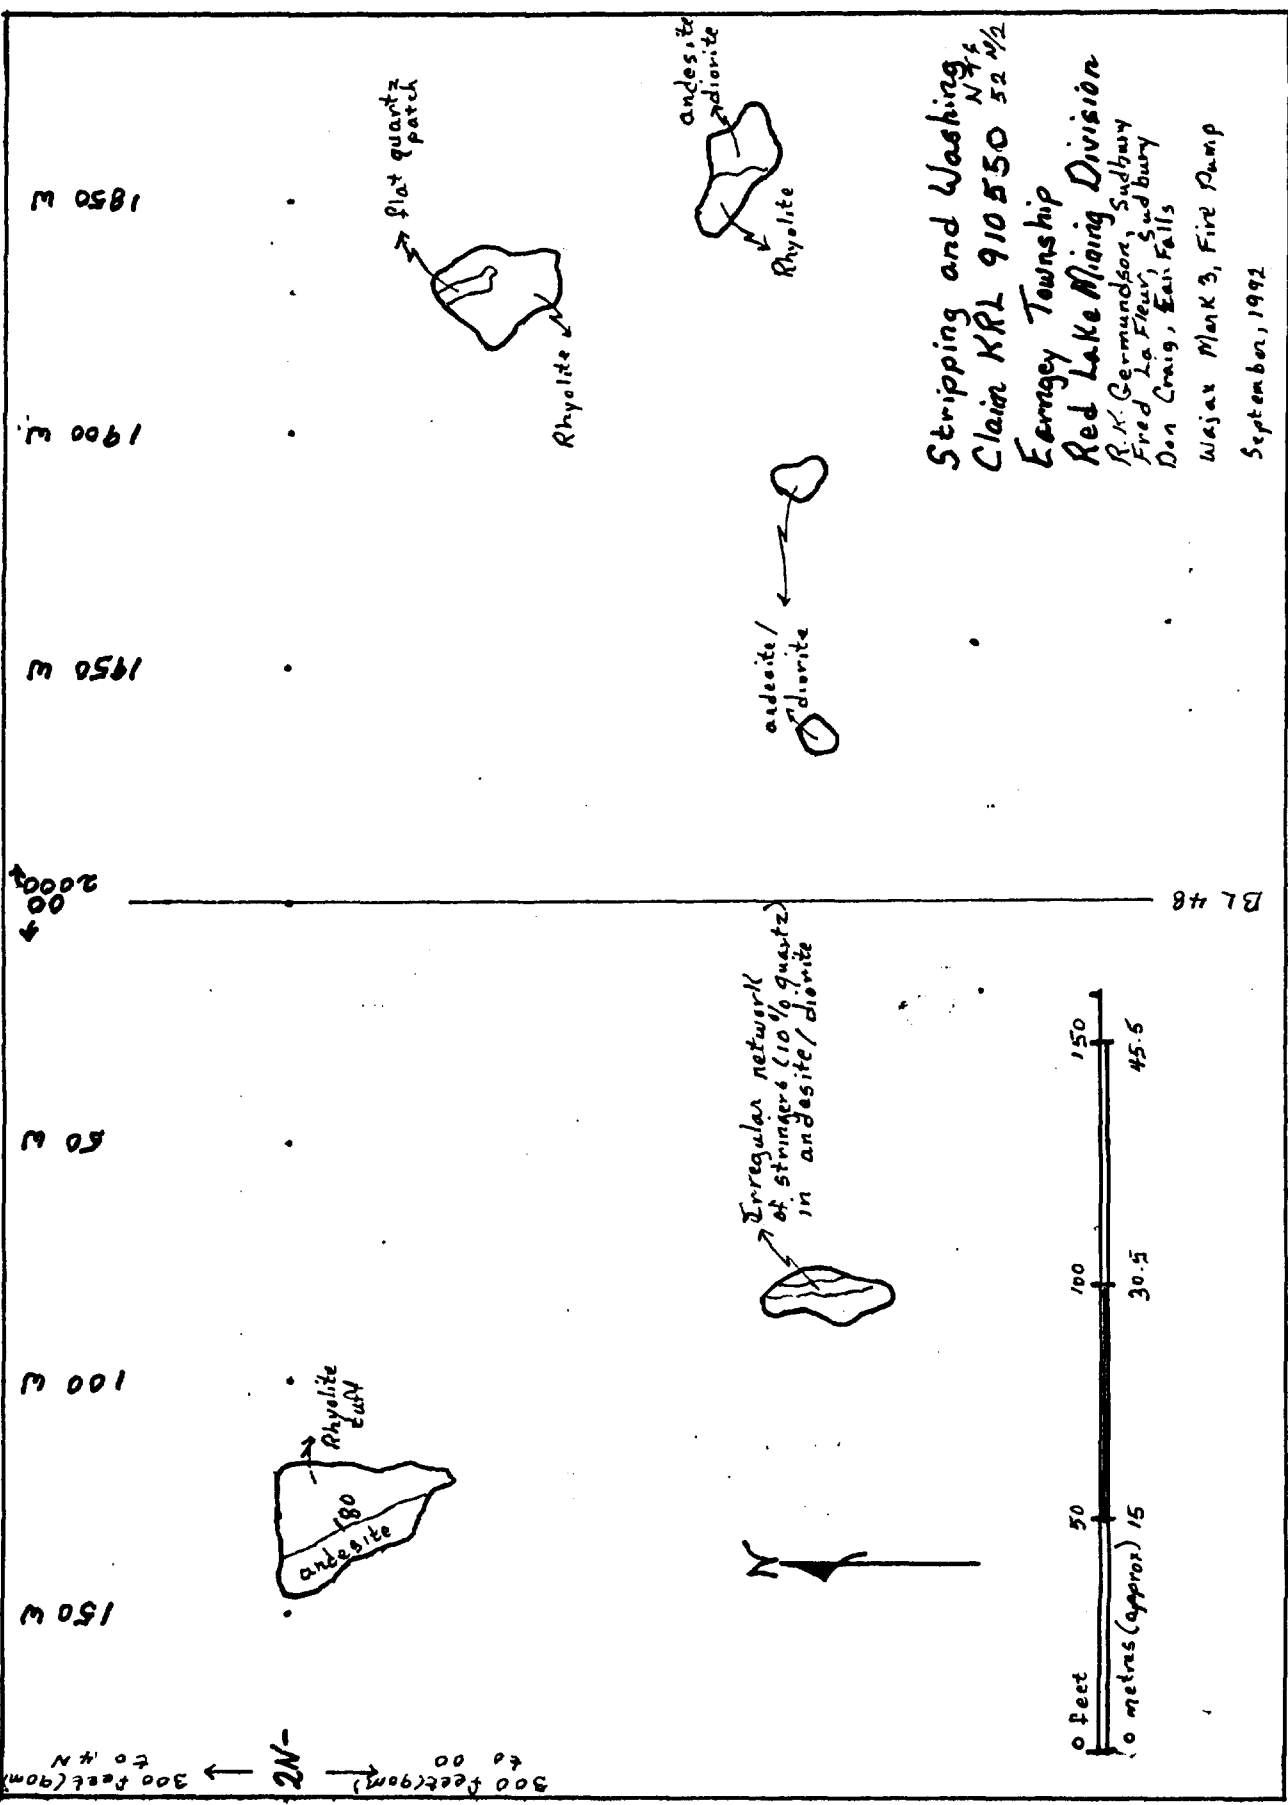 Stripping and Washing
Claim KRL 910550 52 N/2
Earngey Township
Red Lake Mining Division
R.K. Germundson, Sudbury
Fred La Fleur, Sudbury
Don Craig, Ear Falls
Wajax Mark 3, Fire Pump
September, 1992
150 W
100 W
50 W
00
2000
1950 W
1900 W.
1850 W
300 feet (90m)
to 4 N
2N-
300 feet (90m)
to 00
andesite
180
Rhyolite
tuff
flat quartz
patch
Rhyolite
andesite
diorite
Rhyolite
andesite/
diorite
Irregular network
of stringers (10% quartz)
in andesite/diorite
BL 48
N
0 feet 50 100 150
0 metres (approx) 15 30.5 45.5